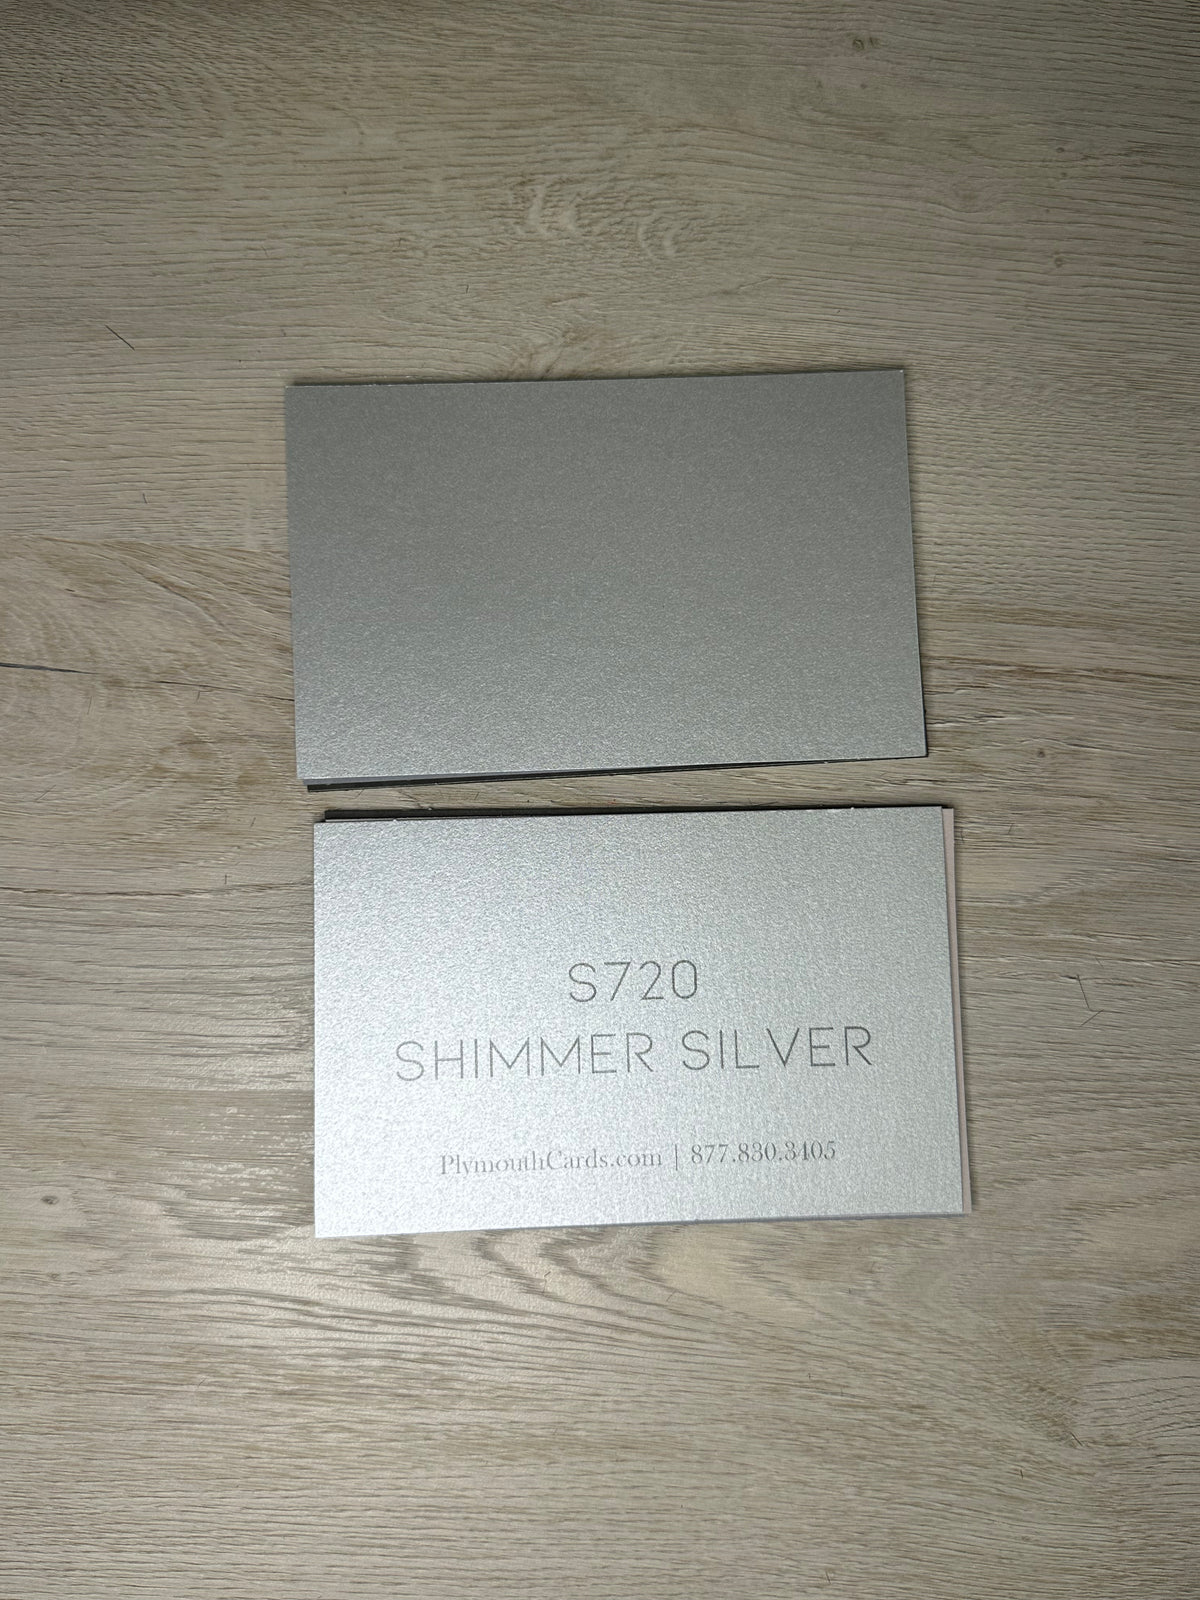 S720
SHIMMER SILVER
PlymouthCards.com | 877.830.3405